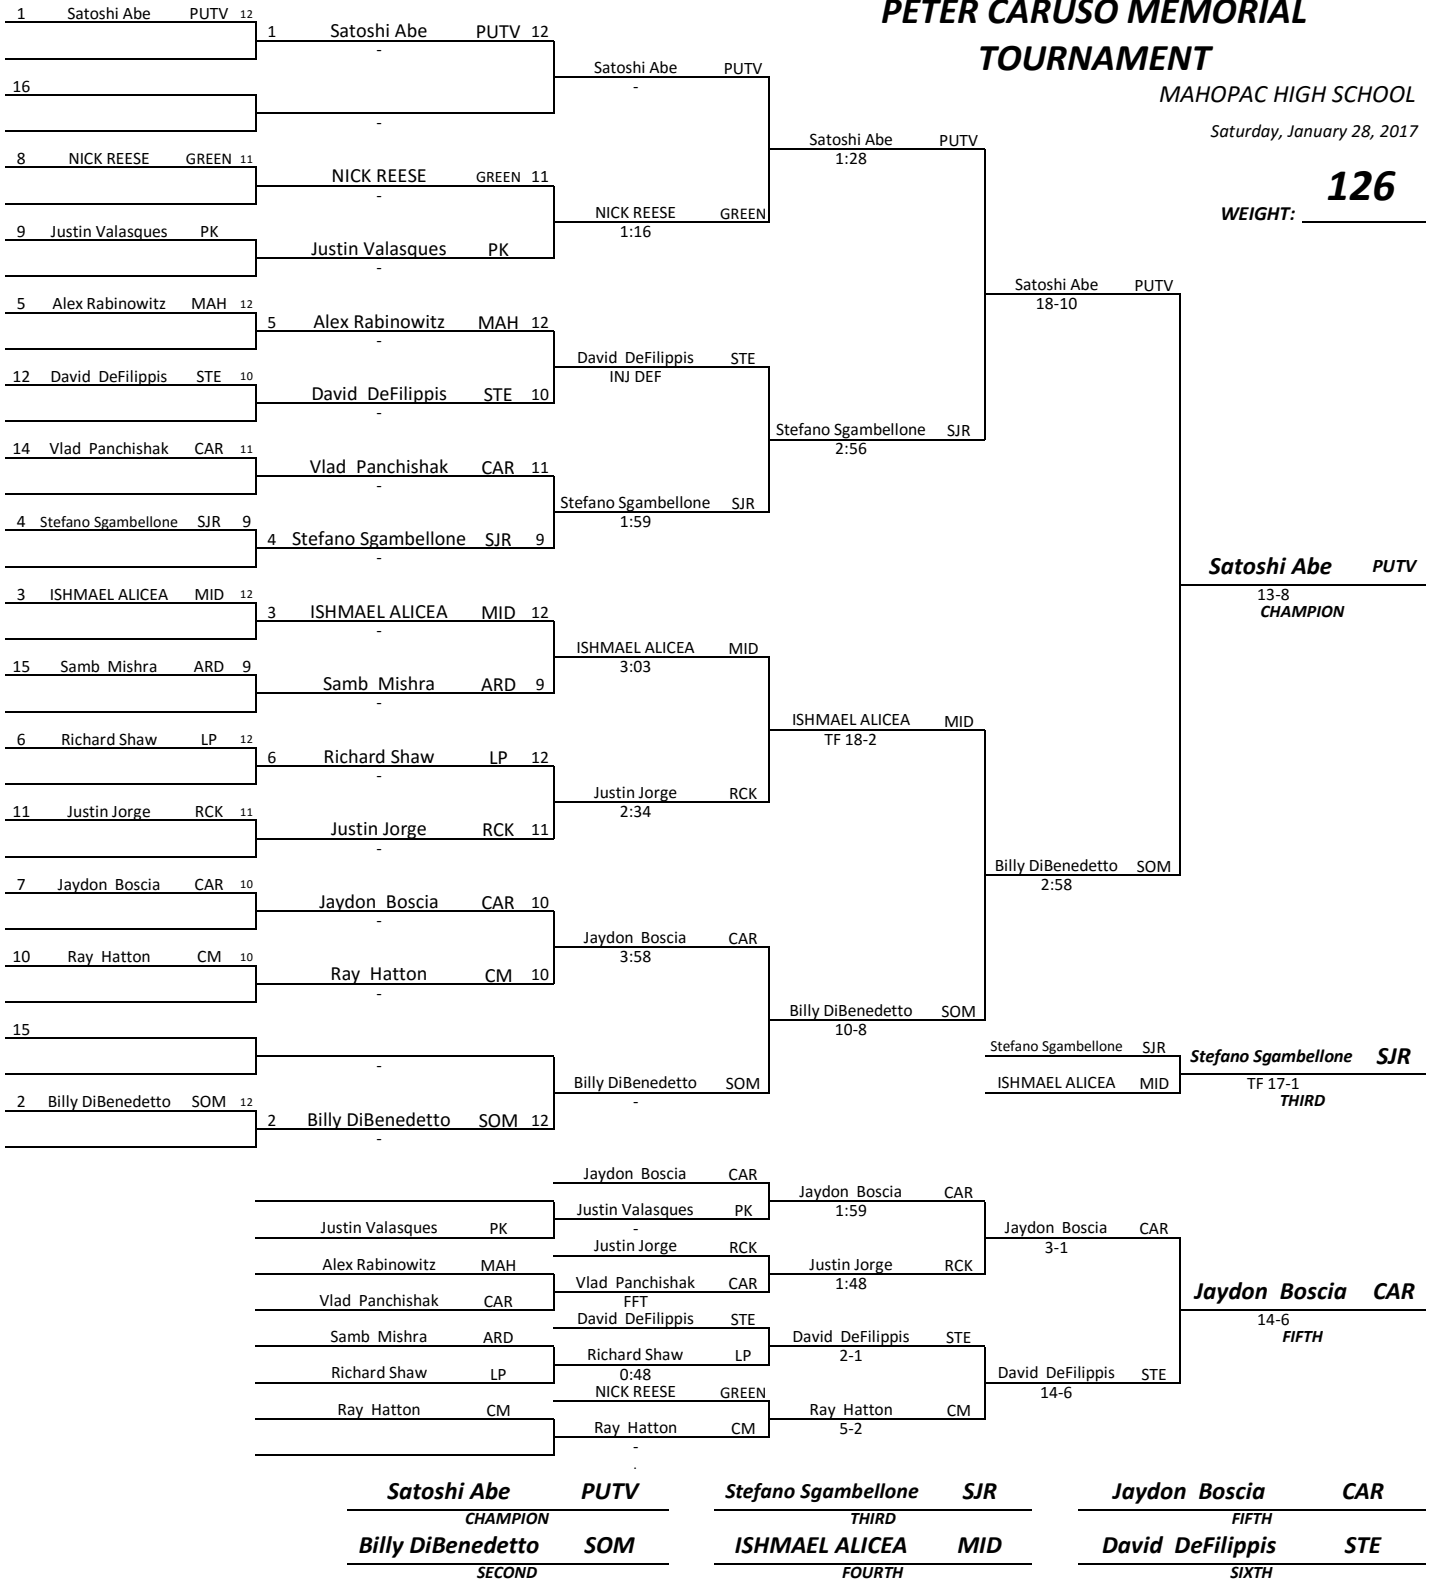 PETER CARUSO MEMORIAL
TOURNAMENT
MAHOPAC HIGH SCHOOL
Saturday, January 28, 2017
126
WEIGHT:
1 Satoshi Abe PUTV 12
16
8 NICK REESE GREEN 11
9 Justin Valasques PK
5 Alex Rabinowitz MAH 12
12 David DeFilippis STE 10
14 Vlad Panchishak CAR 11
4 Stefano Sgambellone SJR 9
3 ISHMAEL ALICEA MID 12
15 Samb Mishra ARD 9
6 Richard Shaw LP 12
11 Justin Jorge RCK 11
7 Jaydon Boscia CAR 10
10 Ray Hatton CM 10
15
2 Billy DiBenedetto SOM 12
1 Satoshi Abe PUTV 12
-
-
NICK REESE GREEN 11
-
Justin Valasques PK
-
5 Alex Rabinowitz MAH 12
-
David DeFilippis STE 10
-
Vlad Panchishak CAR 11
-
4 Stefano Sgambellone SJR 9
-
3 ISHMAEL ALICEA MID 12
-
Samb Mishra ARD 9
-
6 Richard Shaw LP 12
-
Justin Jorge RCK 11
-
Jaydon Boscia CAR 10
-
Ray Hatton CM 10
-
-
2 Billy DiBenedetto SOM 12
-
Satoshi Abe PUTV
-
NICK REESE GREEN
1:16
David DeFilippis STE
INJ DEF
Stefano Sgambellone SJR
1:59
ISHMAEL ALICEA MID
3:03
Justin Jorge RCK
2:34
Jaydon Boscia CAR
3:58
Billy DiBenedetto SOM
-
Satoshi Abe PUTV
1:28
Stefano Sgambellone SJR
2:56
ISHMAEL ALICEA MID
TF 18-2
Billy DiBenedetto SOM
10-8
Satoshi Abe PUTV
18-10
Billy DiBenedetto SOM
2:58
Satoshi Abe PUTV
13-8
CHAMPION
Stefano Sgambellone SJR
ISHMAEL ALICEA MID
Stefano Sgambellone SJR
TF 17-1
THIRD
Justin Valasques PK
Alex Rabinowitz MAH
Vlad Panchishak CAR
Samb Mishra ARD
Richard Shaw LP
Ray Hatton CM
Jaydon Boscia CAR
Justin Valasques PK
-
Justin Jorge RCK
Vlad Panchishak CAR
FFT
David DeFilippis STE
Richard Shaw LP
0:48
NICK REESE GREEN
Ray Hatton CM
-
.
Jaydon Boscia CAR
1:59
Justin Jorge RCK
1:48
David DeFilippis STE
2-1
Ray Hatton CM
5-2
Jaydon Boscia CAR
3-1
David DeFilippis STE
14-6
Jaydon Boscia CAR
14-6
FIFTH
Satoshi Abe PUTV Stefano Sgambellone SJR Jaydon Boscia CAR
CHAMPION THIRD FIFTH
Billy DiBenedetto SOM ISHMAEL ALICEA MID David DeFilippis STE
SECOND FOURTH SIXTH